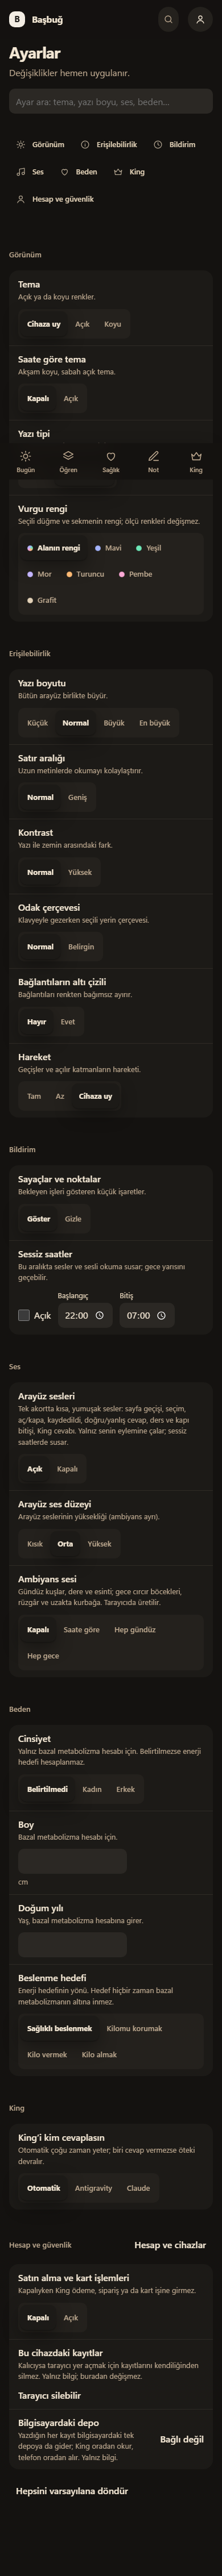 B Başbuğ
Ayarlar
Değişiklikler hemen uygulanır.
Ayar ara: tema, yazı boyu, ses, beden...
Görünüm Erişilebilirlik Bildirim
Ses Beden King
Hesap ve güvenlik
Görünüm
Tema
Açık ya da koyu renkler.
Cihaza uy Açık Koyu
Saate göre tema
Akşam koyu, sabah açık tema.
Kapalı Açık
Yazı tipi
Bugün Öğren Sağlık Not King
Vurgu rengi
Seçili düğme ve sekmenin rengi; ölçü renkleri değişmez.
Alanın rengi Mavi Yeşil
Mor Turuncu Pembe
Grafit
Erişilebilirlik
Yazı boyutu
Bütün arayüz birlikte büyür.
Küçük Normal Büyük En büyük
Satır aralığı
Uzun metinlerde okumayı kolaylaştırır.
Normal Geniş
Kontrast
Yazı ile zemin arasındaki fark.
Normal Yüksek
Odak çerçevesi
Klavyeyle gezerken seçili yerin çerçevesi.
Normal Belirgin
Bağlantıların altı çizili
Bağlantıları renkten bağımsız ayırır.
Hayır Evet
Hareket
Geçişler ve açılır katmanların hareketi.
Tam Az Cihaza uy
Bildirim
Sayaçlar ve noktalar
Bekleyen işleri gösteren küçük işaretler.
Göster Gizle
Sessiz saatler
Bu aralıkta sesler ve sesli okuma susar; gece yarısını
geçebilir.
Başlangıç Bitiş
Açık 22:00 07:00
Ses
Arayüz sesleri
Tek akortta kısa, yumuşak sesler: sayfa geçişi, seçim,
aç/kapa, kaydedildi, doğru/yanlış cevap, ders ve kapı
bitişi, King cevabı. Yalnız senin eylemine çalar; sessiz
saatlerde susar.
Açık Kapalı
Arayüz ses düzeyi
Arayüz seslerinin yüksekliği (ambiyans ayrı).
Kısık Orta Yüksek
Ambiyans sesi
Gündüz kuşlar, dere ve esinti; gece cırcır böcekleri,
rüzgâr ve uzakta kurbağa. Tarayıcıda üretilir.
Kapalı Saate göre Hep gündüz
Hep gece
Beden
Cinsiyet
Yalnız bazal metabolizma hesabı için. Belirtilmezse enerji
hedefi hesaplanmaz.
Belirtilmedi Kadın Erkek
Boy
Bazal metabolizma hesabı için.
cm
Doğum yılı
Yaş, bazal metabolizma hesabına girer.
Beslenme hedefi
Enerji hedefinin yönü. Hedef hiçbir zaman bazal
metabolizmanın altına inmez.
Sağlıklı beslenmek Kilomu korumak
Kilo vermek Kilo almak
King
King'i kim cevaplasın
Otomatik çoğu zaman yeter; biri cevap vermezse öteki
devralır.
Otomatik Antigravity Claude
Hesap ve güvenlik Hesap ve cihazlar
Satın alma ve kart işlemleri
Kapalıyken King ödeme, sipariş ya da kart işine girmez.
Kapalı Açık
Bu cihazdaki kayıtlar
Kalıcıysa tarayıcı yer açmak için kayıtlarını kendiliğinden
silmez. Yalnız bilgi; buradan değişmez.
Tarayıcı silebilir
Bilgisayardaki depo
Yazdığın her kayıt bilgisayardaki tek
depoya da gider; King oradan okur,
telefon oradan alır. Yalnız bilgi.
Bağlı değil
Hepsini varsayılana döndür